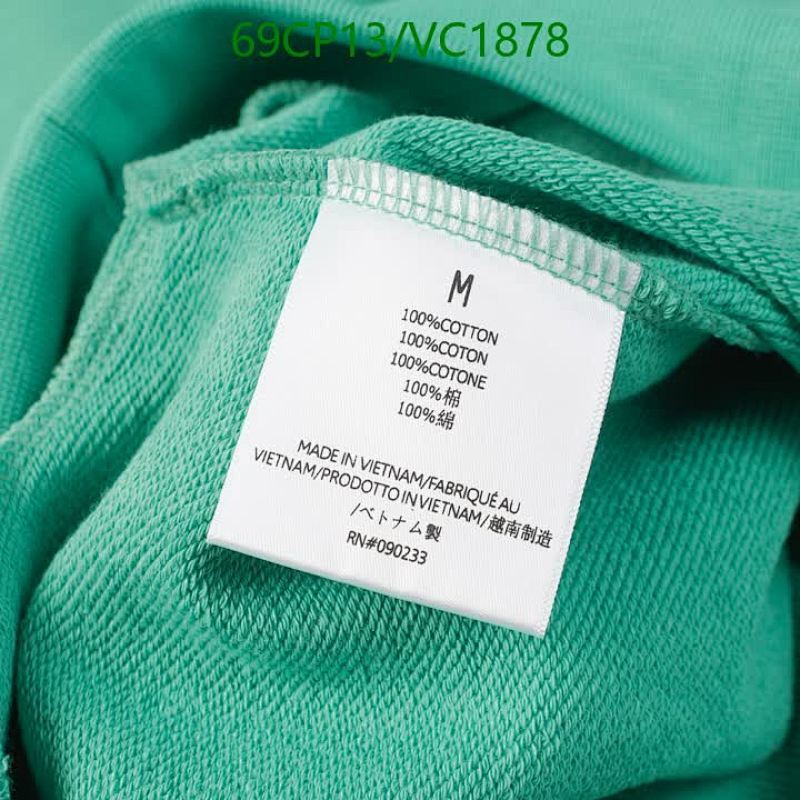 69CP13/VC1878
M
100%COTTON
100%COTON
100%COTONE
100%棉
100%綿
MADE IN VIETNAM/FABRIQUÉ AU
VIETNAM/PRODOTTO IN VIETNAM/越南制造
/ベトナム製
RN#090233